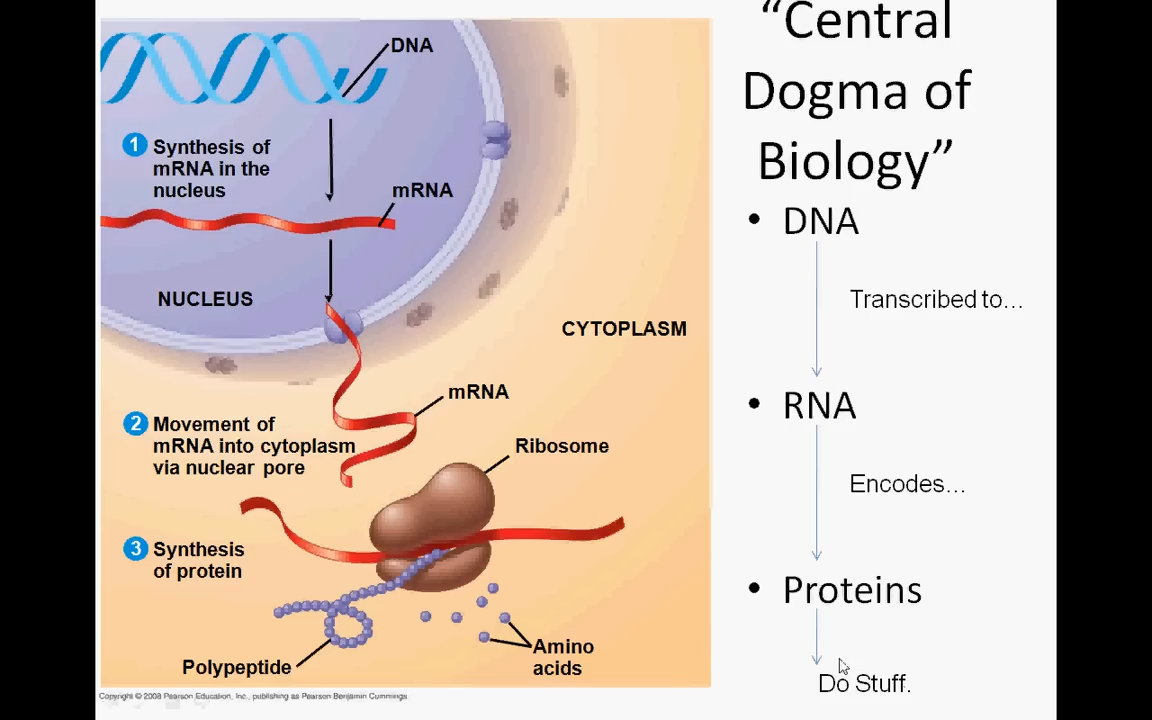 DNA
1 Synthesis of
mRNA in the
nucleus
mRNA
NUCLEUS
CYTOPLASM
mRNA
2 Movement of
mRNA into cytoplasm
via nuclear pore
Ribosome
3 Synthesis
of protein
Amino
acids
Polypeptide
Copyright © 2008 Pearson Education, Inc., publishing as Pearson Benjamin Cummings
“Central
Dogma of
Biology”
• DNA
Transcribed to…
• RNA
Encodes…
• Proteins
Do Stuff.